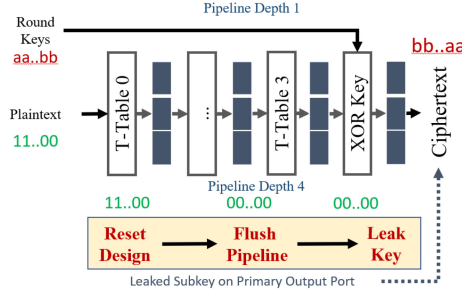 Pipeline Depth 1
Round
Keys
aa..bb
bb..aa
Plaintext
11..00
T-Table 0
...
T-Table 3
XOR Key
Ciphertext
Pipeline Depth 4
11..00
00..00
00..00
Reset
Design
Flush
Pipeline
Leak
Key
Leaked Subkey on Primary Output Port